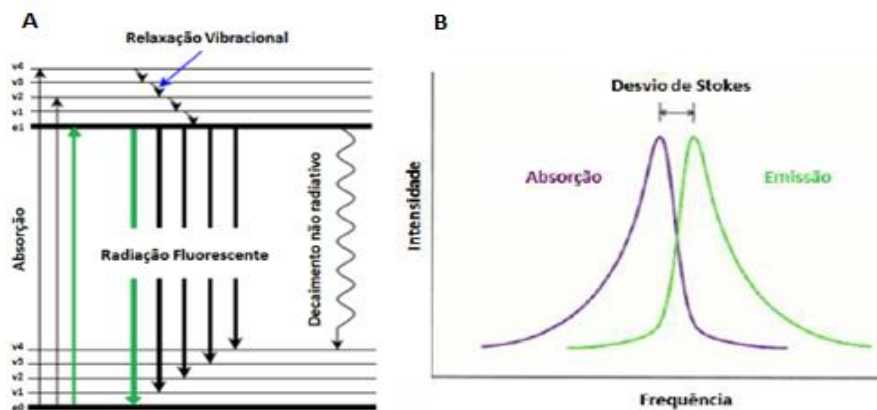 A
Relaxação Vibracional
v4
v3
v2
v1
e1
Absorção
Radiação Fluorescente
Decaimento não radiativo
v4
v3
v2
v1
e0
B
Desvio de Stokes
Absorção
Emissão
Intensidade
Frequência